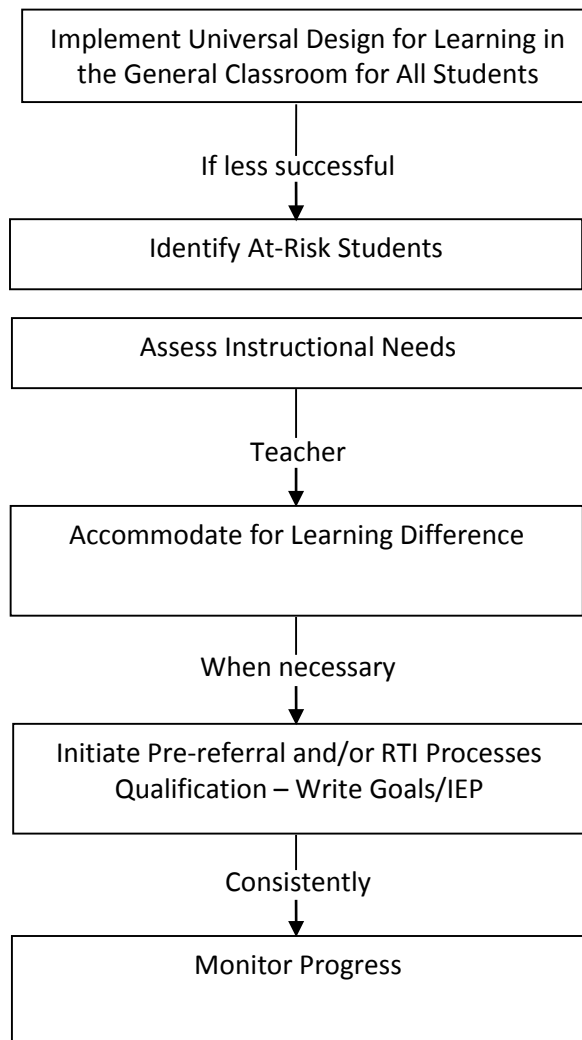 Implement Universal Design for Learning in
the General Classroom for All Students
If less successful
Identify At-Risk Students
Assess Instructional Needs
Teacher
Accommodate for Learning Difference
When necessary
Initiate Pre-referral and/or RTI Processes
Qualification – Write Goals/IEP
Consistently
Monitor Progress